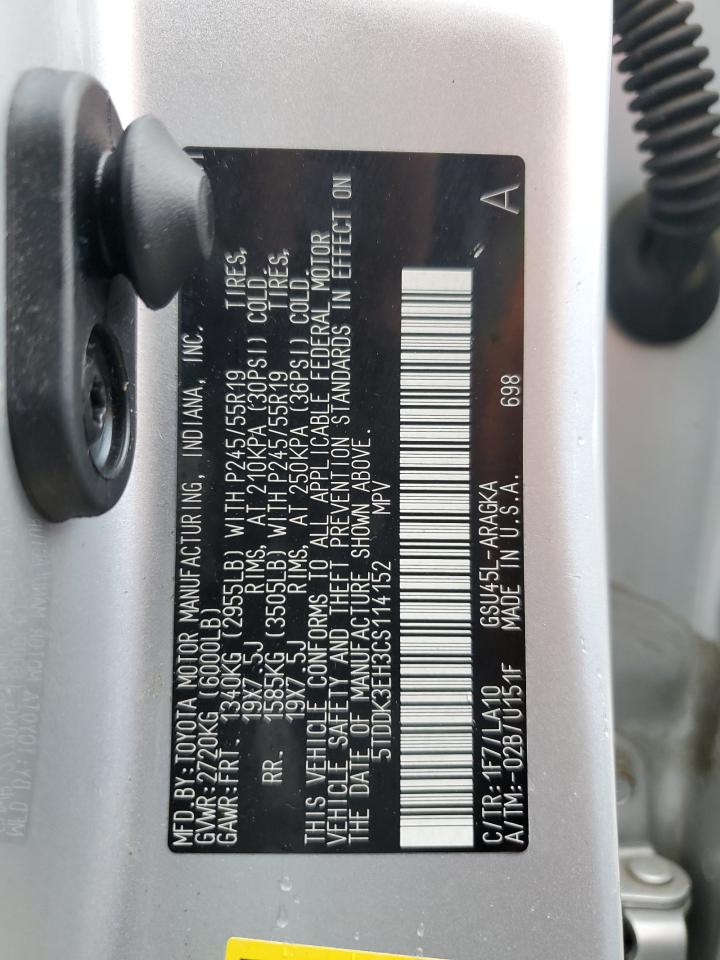 MFD.BY:TOYOTA MOTOR MANUFACTURING, INDIANA, INC.
GVWR:2720KG (6000LB)
GAWR:FRT 1340KG (2955LB) WITH P245/55R19 TIRES,
19X7.5J RIMS. AT 210KPA (30PSI) COLD.
RR. 1585KG (3505LB) WITH P245/55R19 TIRES,
19X7.5J RIMS. AT 250KPA (36PSI) COLD.
THIS VEHICLE CONFORMS TO ALL APPLICABLE FEDERAL MOTOR
VEHICLE SAFETY AND THEFT PREVENTION STANDARDS IN EFFECT ON
THE DATE OF MANUFACTURE SHOWN ABOVE.
5TDDK3EH3CS114152 MPV
C/TR:1F7/LA10 GSU45L-ARAGKA 698 A
A/TM:-02B/U151F MADE IN U.S.A.